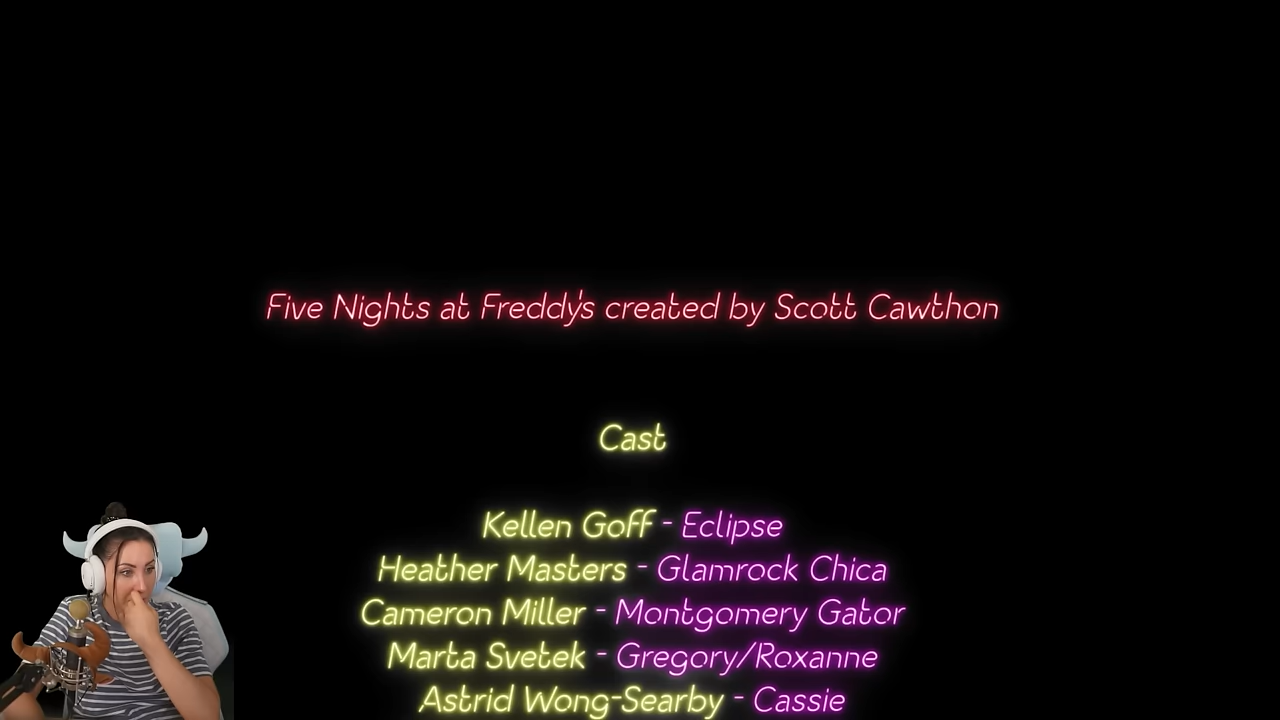 Five Nights at Freddy's created by Scott Cawthon
Cast
Kellen Goff - Eclipse
Heather Masters - Glamrock Chica
Cameron Miller - Montgomery Gator
Marta Svetek - Gregory/Roxanne
Astrid Wong-Searby - Cassie